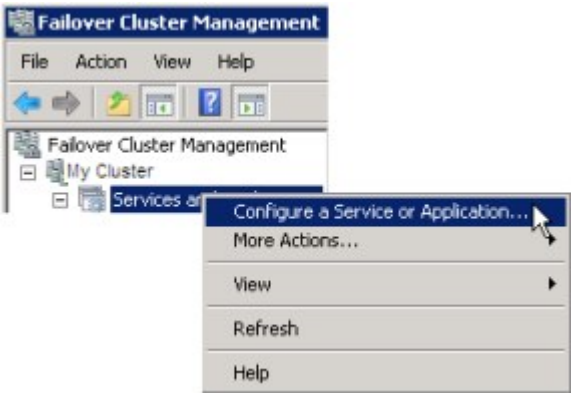 Failover Cluster Management
File Action View Help
Failover Cluster Management
My Cluster
Services
Configure a Service or Application...
More Actions...
View
Refresh
Help